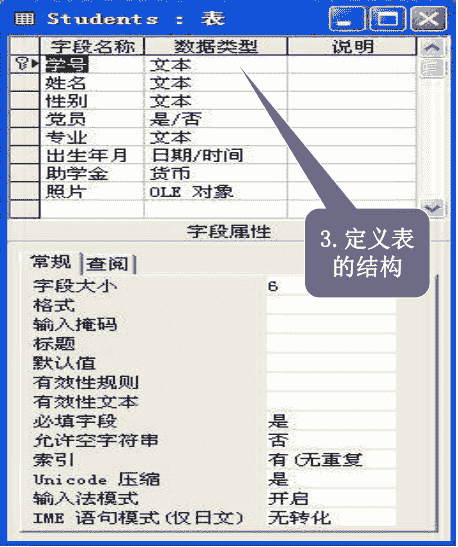 Students : 表
字段名称 数据类型 说明
学号 文本
姓名 文本
性别 文本
党员 是/否
专业 文本
出生年月 日期/时间
助学金 货币
照片 OLE 对象
3.定义表
的结构
字段属性
常规 查阅
字段大小 6
格式
输入掩码
标题
默认值
有效性规则
有效性文本
必填字段 是
允许空字符串 否
索引 有(无重复
Unicode 压缩 是
输入法模式 开启
IME 语句模式(仅日文) 无转化